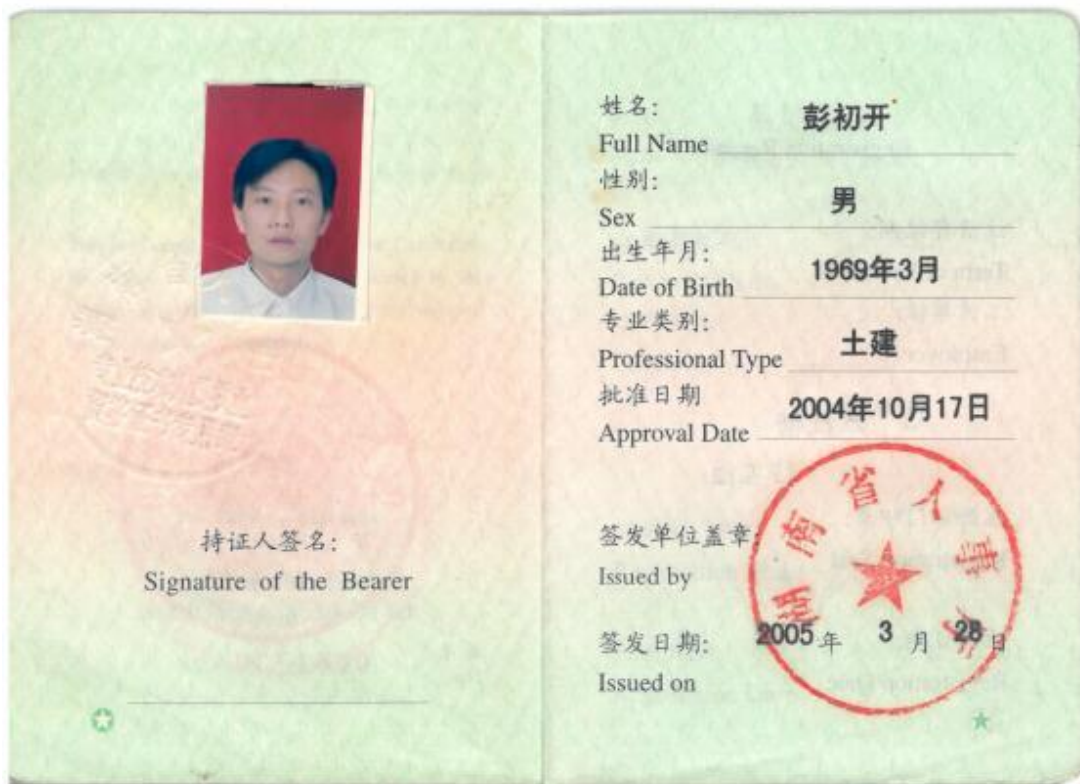 持证人签名:
Signature of the Bearer
姓名:
彭初开
Full Name
性别:
男
Sex
出生年月:
1969年3月
Date of Birth
专业类别:
土建
Professional Type
批准日期
2004年10月17日
Approval Date
湖南省人事厅
签发单位盖章
Issued by
签发日期: 2005年 3月 28日
Issued on